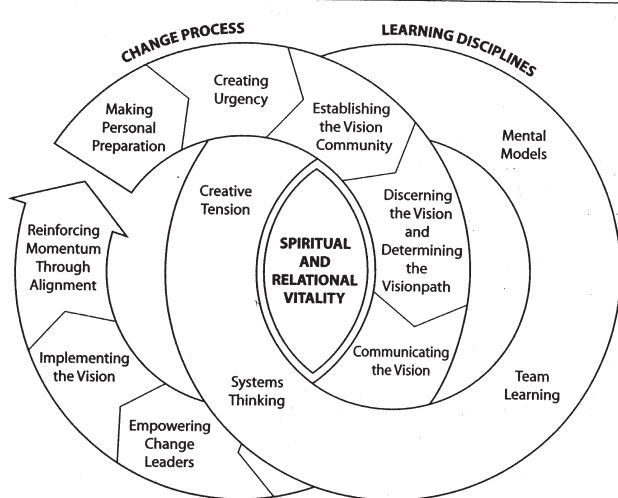 CHANGE PROCESS
LEARNING DISCIPLINES
Making
Personal
Preparation
Creating
Urgency
Establishing
the Vision
Community
Discerning
the Vision
and
Determining
the
Visionpath
Communicating
the Vision
Empowering
Change
Leaders
Implementing
the Vision
Reinforcing
Momentum
Through
Alignment
Creative
Tension
Mental
Models
Systems
Thinking
Team
Learning
SPIRITUAL
AND
RELATIONAL
VITALITY